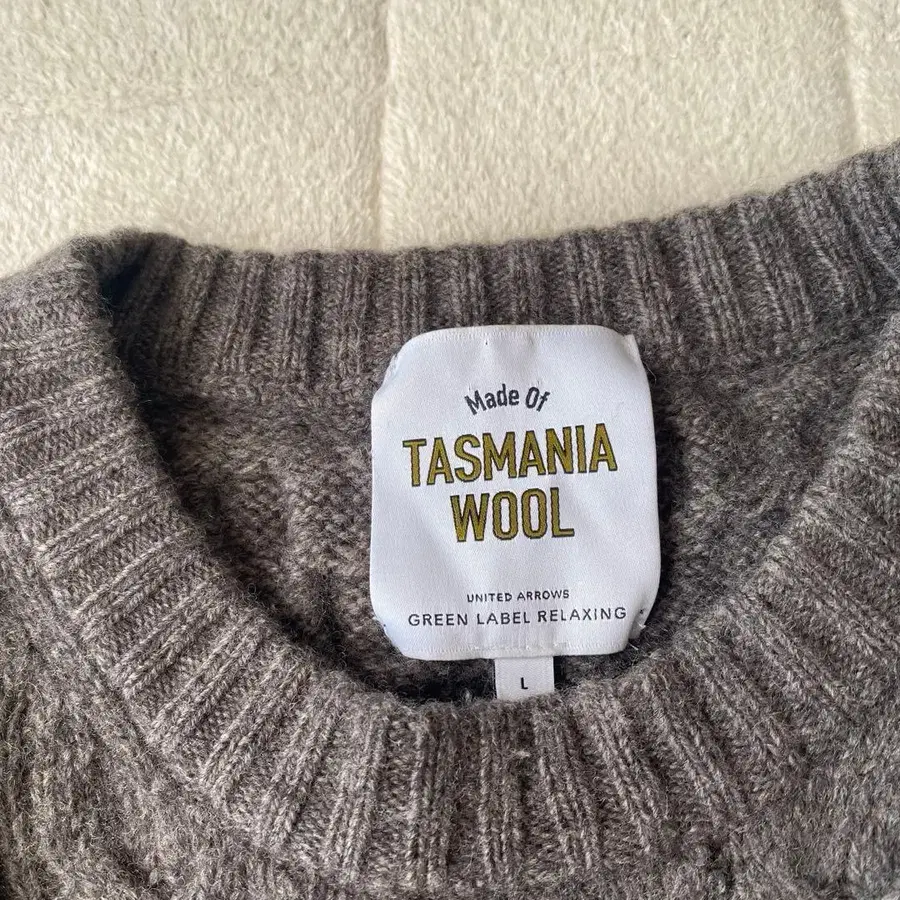 Made Of
TASMANIA
WOOL
UNITED ARROWS
GREEN LABEL RELAXING
L